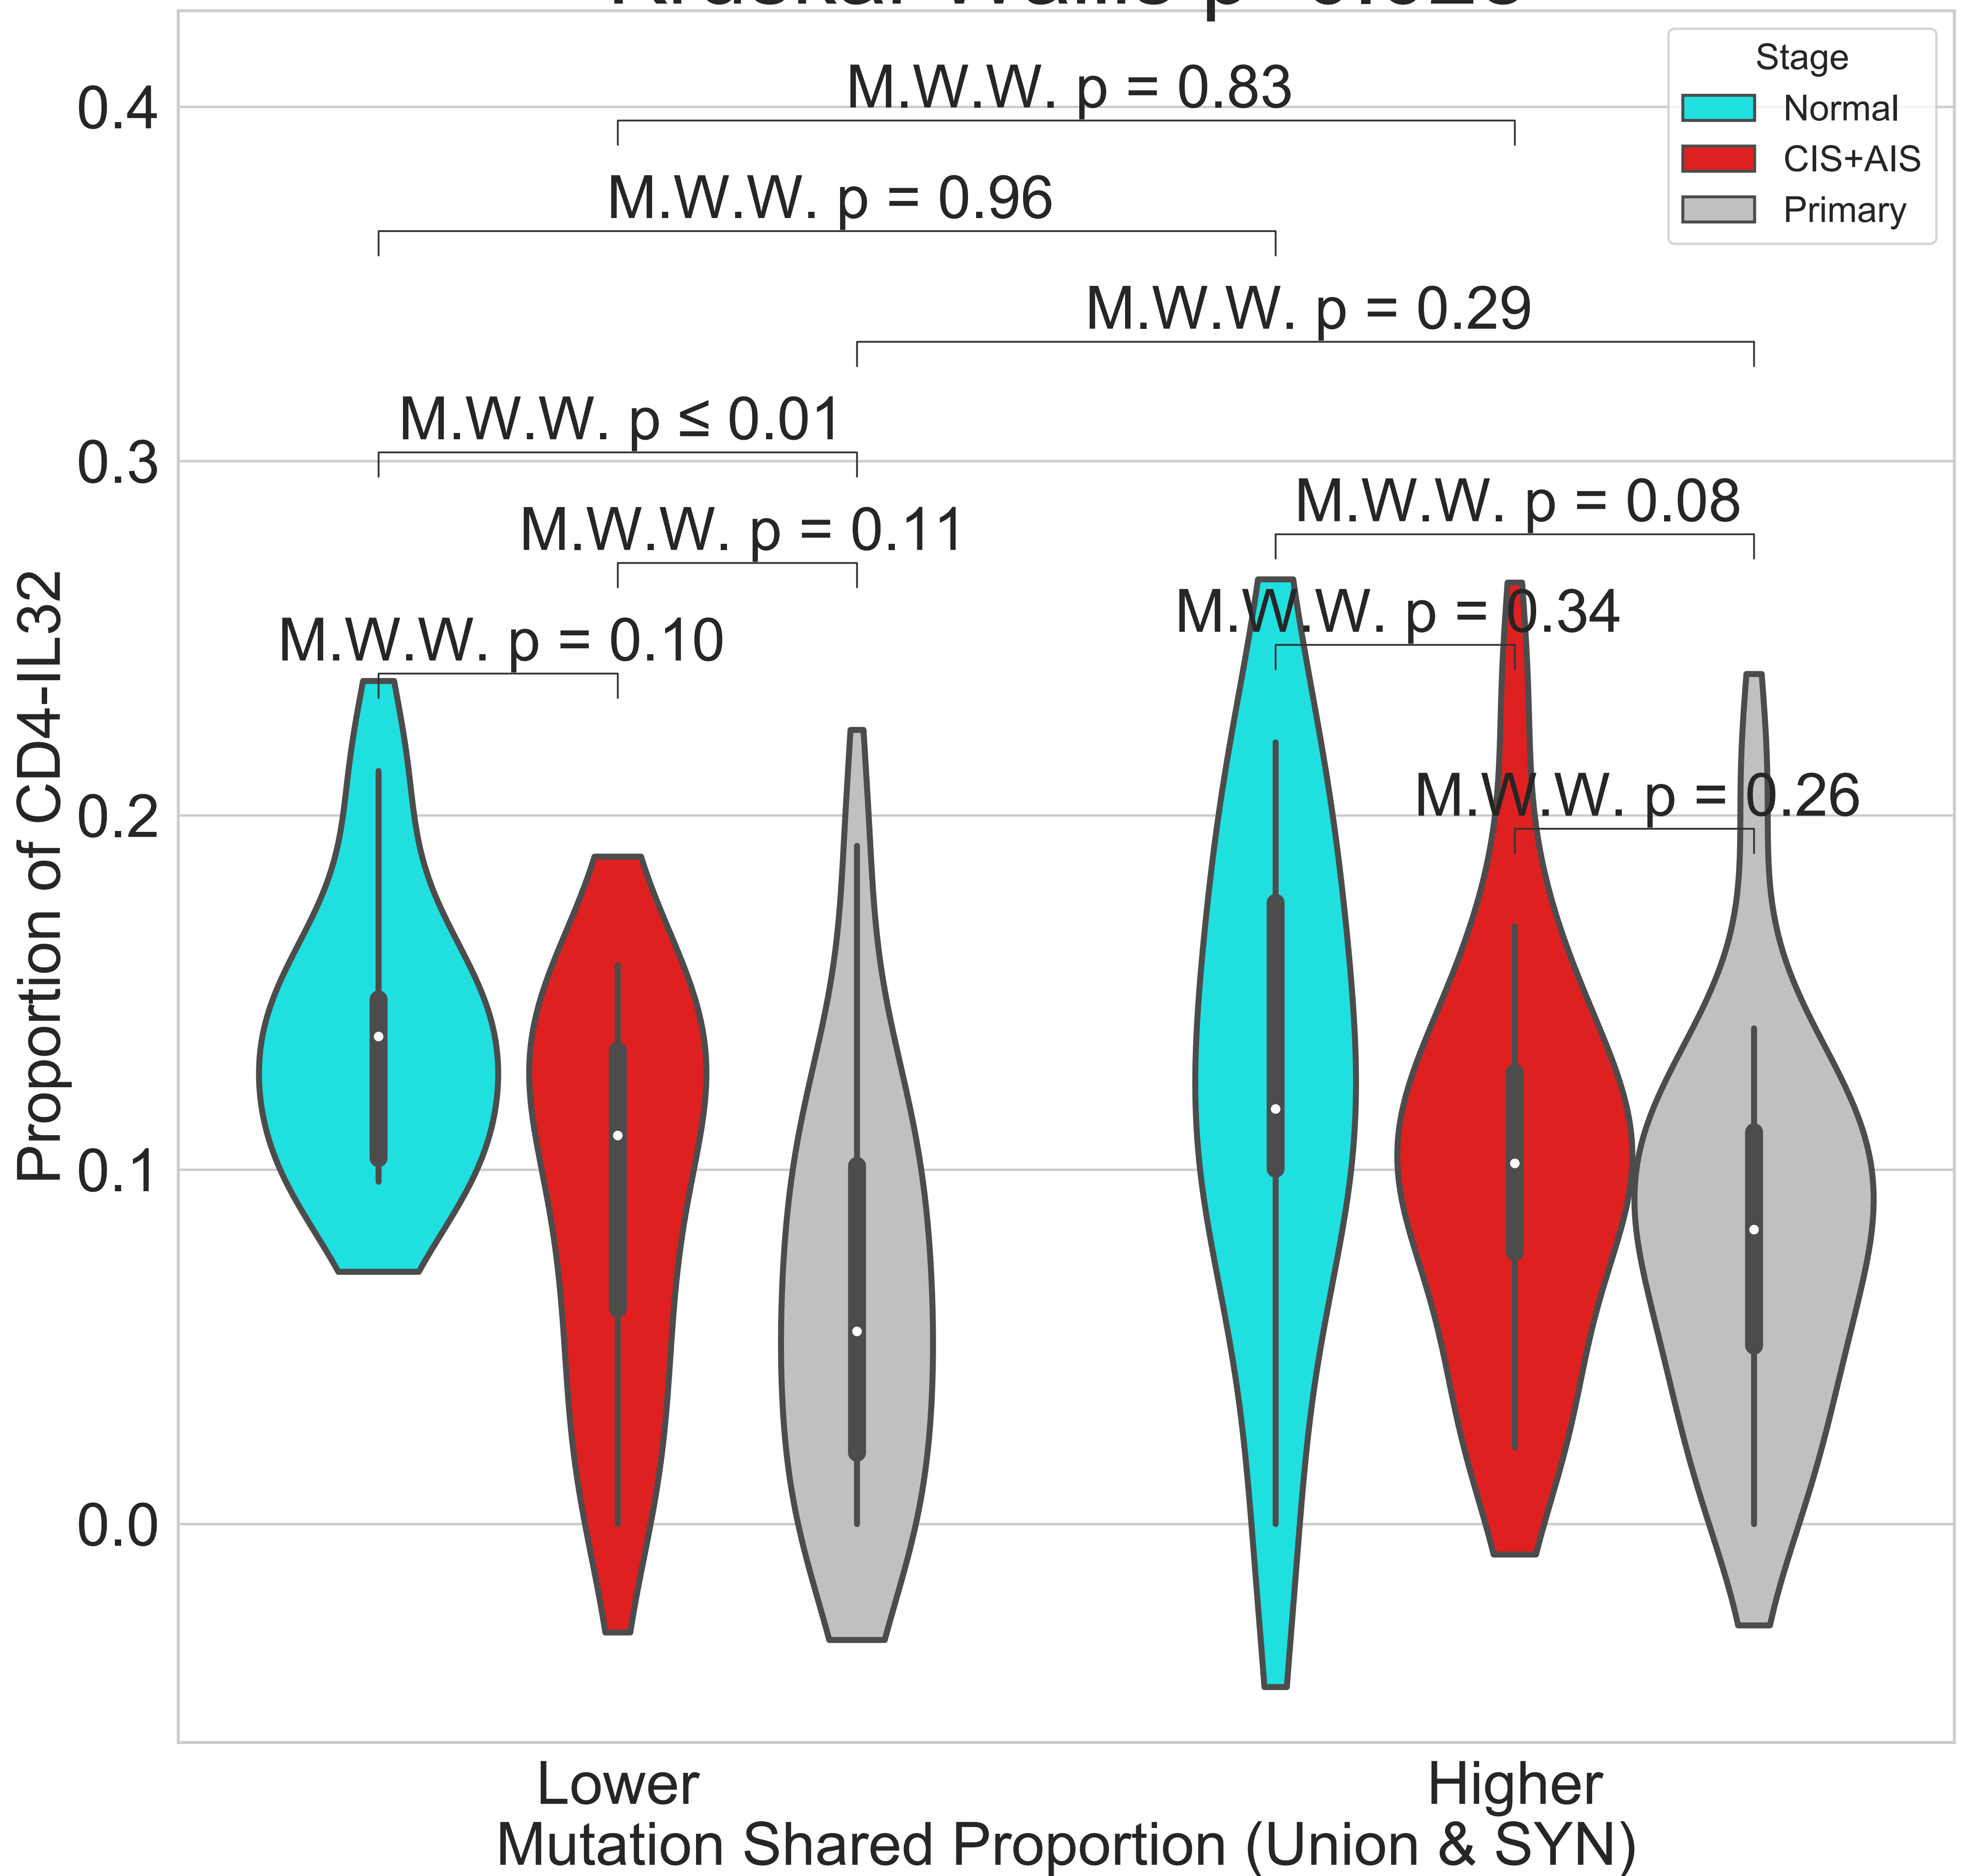 Stage
Normal
CIS+AIS
Primary
M.W.W. p = 0.83
M.W.W. p = 0.96
M.W.W. p = 0.29
M.W.W. p ≤ 0.01
M.W.W. p = 0.08
M.W.W. p = 0.11
M.W.W. p = 0.34
M.W.W. p = 0.10
M.W.W. p = 0.26
0.4
0.3
0.2
0.1
0.0
Proportion of CD4-IL32
Lower
Higher
Mutation Shared Proportion (Union & SYN)